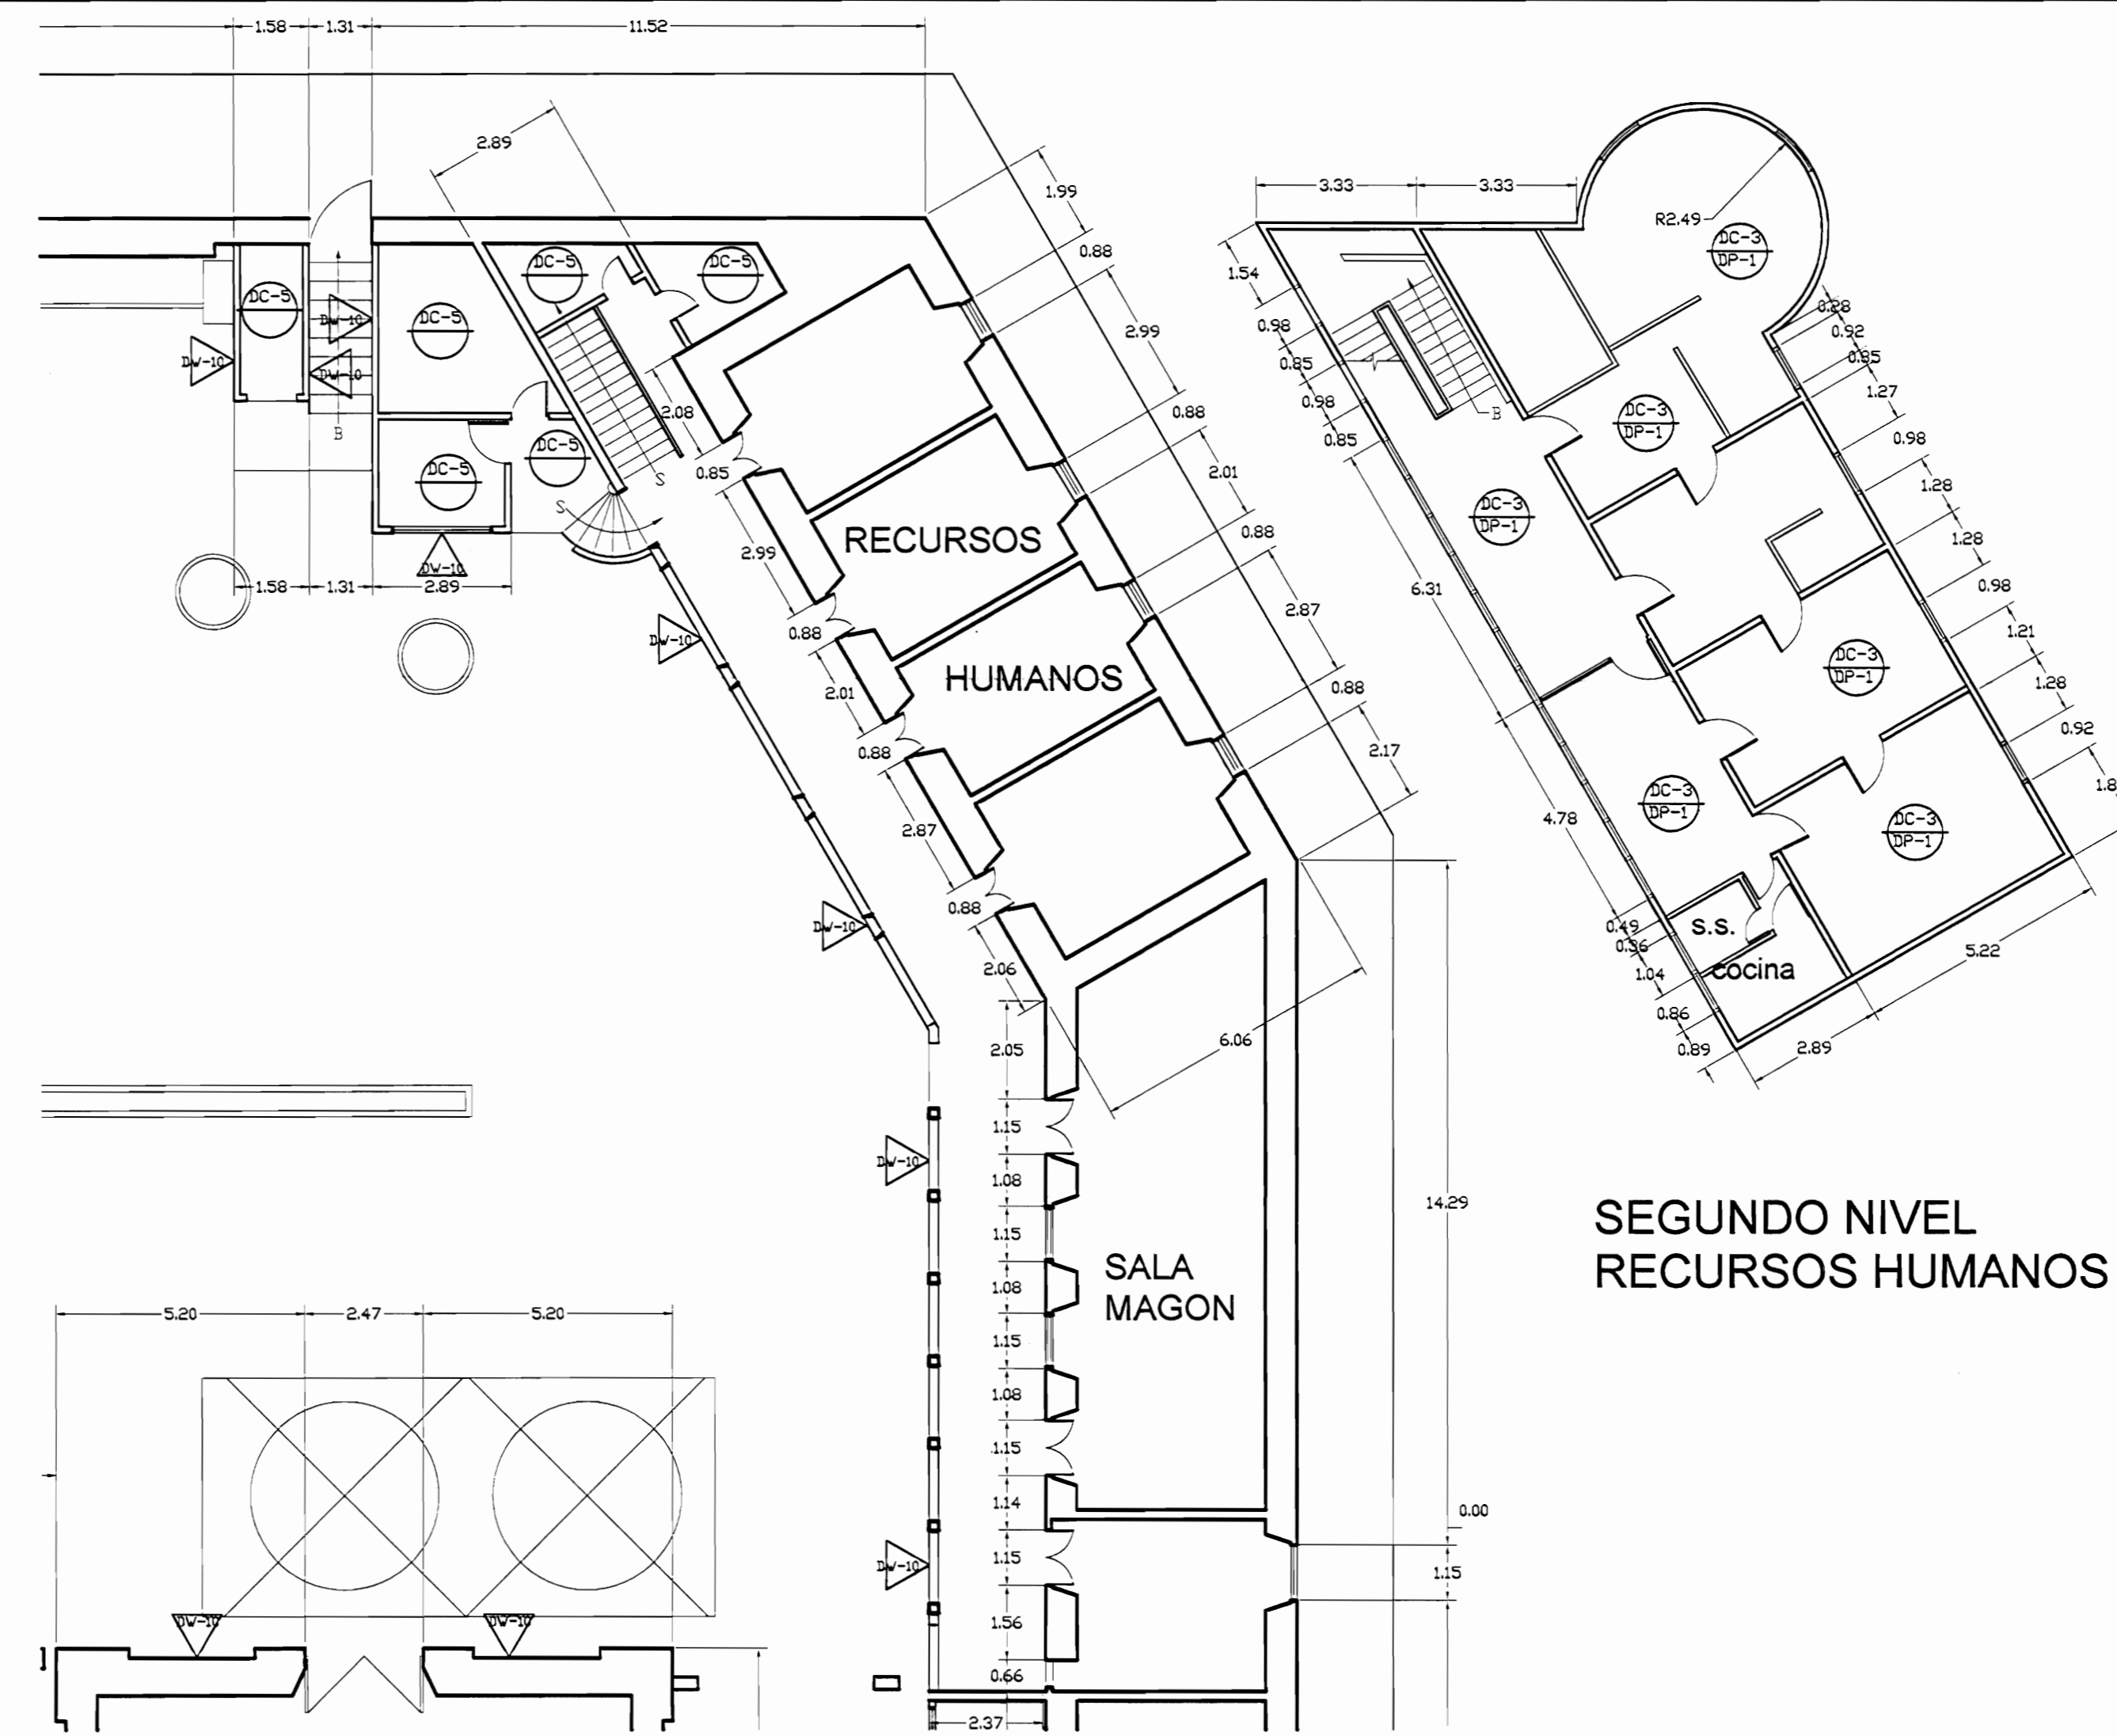 1.58
1.31
11.52
2.89
1.99
0.88
2.99
0.88
2.01
0.88
2.87
0.88
2.17
DC-5
DC-5
DC-5
DC-5
DC-5
DC-5
DW-10
DW-10
DW-10
DW-10
B
S
S
1.58
1.31
2.89
2.08
0.85
2.99
0.88
2.01
0.88
2.87
0.88
2.06
RECURSOS
HUMANOS
DW-10
DW-10
DW-10
DW-10
6.06
2.05
1.15
1.08
1.15
1.08
1.15
1.08
1.15
1.14
1.15
1.56
0.66
2.37
SALA
MAGON
14.29
0.00
1.15
5.20
2.47
5.20
DW-10
DW-10
3.33
3.33
R2.49
DC-3
DP-1
1.54
0.98
0.85
0.98
0.85
B
0.28
0.92
0.85
1.27
0.98
1.28
1.28
0.98
1.21
1.28
0.92
DC-3
DP-1
DC-3
DP-1
DC-3
DP-1
DC-3
DP-1
DC-3
DP-1
6.31
4.78
0.49
0.36
1.04
0.86
0.89
s.s.
cocina
2.89
5.22
SEGUNDO NIVEL
RECURSOS HUMANOS